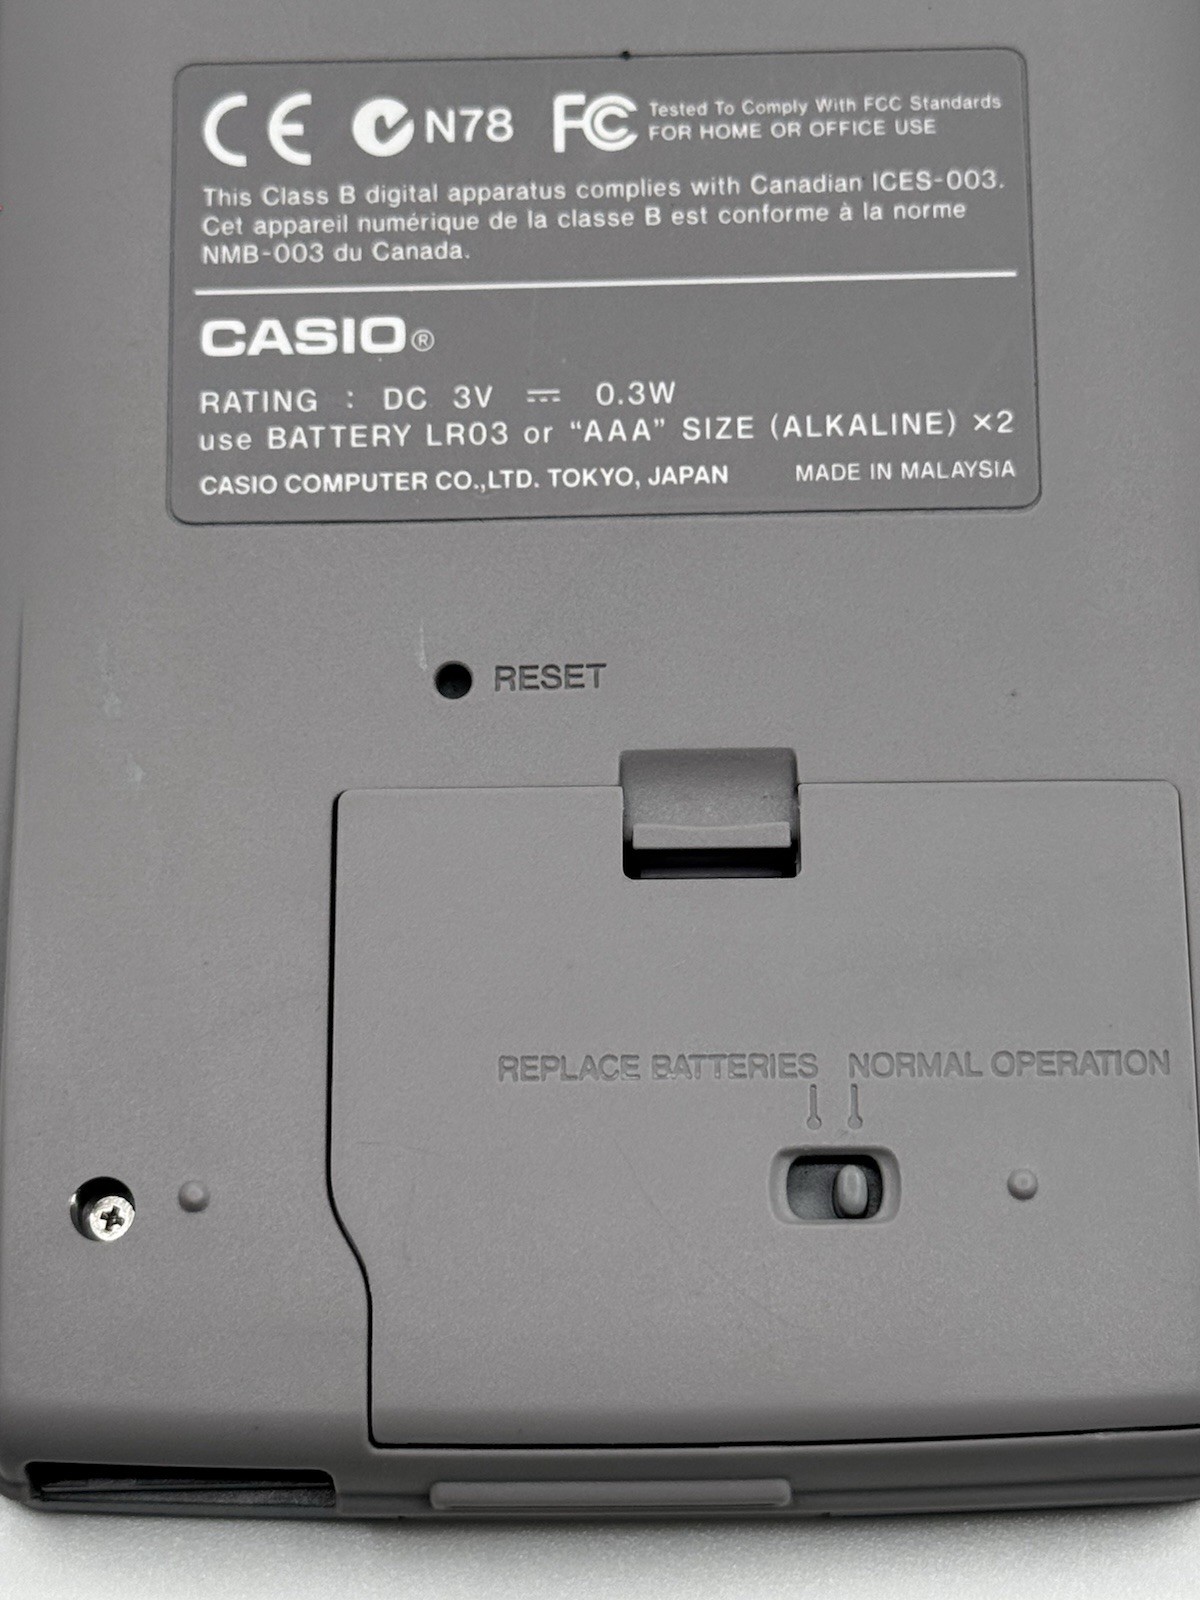 CE N78 FC Tested To Comply With FCC Standards
FOR HOME OR OFFICE USE
This Class B digital apparatus complies with Canadian ICES-003.
Cet appareil numérique de la classe B est conforme à la norme
NMB-003 du Canada.
CASIO®
RATING : DC 3V ⎓ 0.3W
use BATTERY LR03 or “AAA” SIZE (ALKALINE) ×2
CASIO COMPUTER CO.,LTD. TOKYO, JAPAN MADE IN MALAYSIA
RESET
REPLACE BATTERIES NORMAL OPERATION